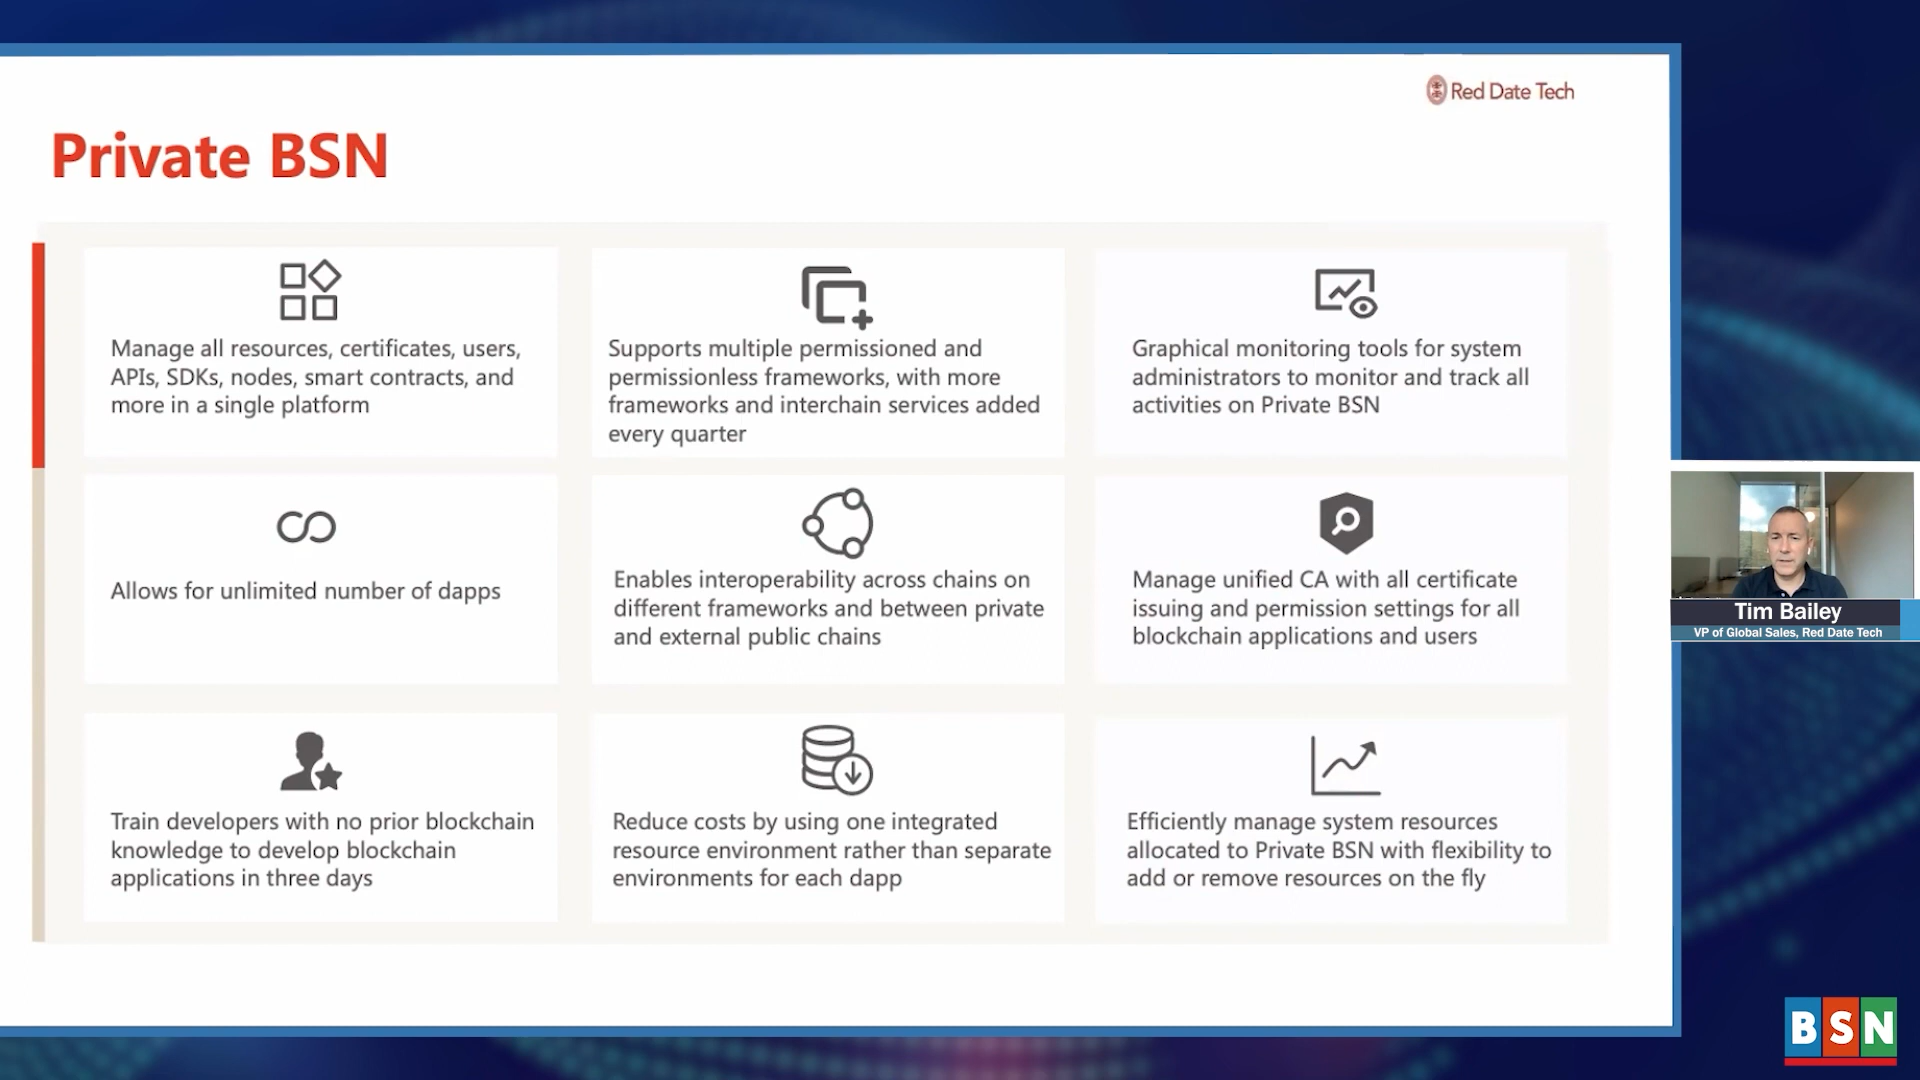 Red Date Tech
Private BSN
Manage all resources, certificates, users,
APIs, SDKs, nodes, smart contracts, and
more in a single platform
Supports multiple permissioned and
permissionless frameworks, with more
frameworks and interchain services added
every quarter
Graphical monitoring tools for system
administrators to monitor and track all
activities on Private BSN
Allows for unlimited number of dapps
Enables interoperability across chains on
different frameworks and between private
and external public chains
Manage unified CA with all certificate
issuing and permission settings for all
blockchain applications and users
Train developers with no prior blockchain
knowledge to develop blockchain
applications in three days
Reduce costs by using one integrated
resource environment rather than separate
environments for each dapp
Efficiently manage system resources
allocated to Private BSN with flexibility to
add or remove resources on the fly
Tim Bailey
VP of Global Sales, Red Date Tech
BSN